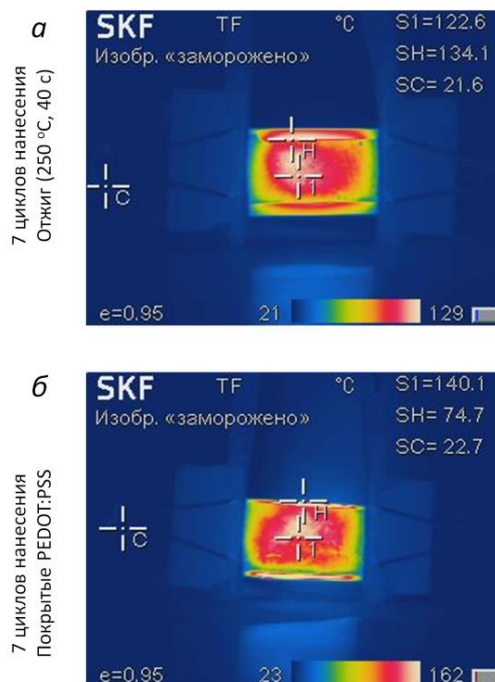 а
7 циклов нанесения
Отжиг (250 °С, 40 с)
SKF TF °C S1=122.6
Изобр. «заморожено» SH=134.1
SC= 21.6
H
1
C
e=0.95 21 129
б
7 циклов нанесения
Покрытые PEDOT:PSS
SKF TF °C S1=140.1
Изобр. «заморожено» SH= 74.7
SC= 22.7
H
1
C
e=0.95 23 162